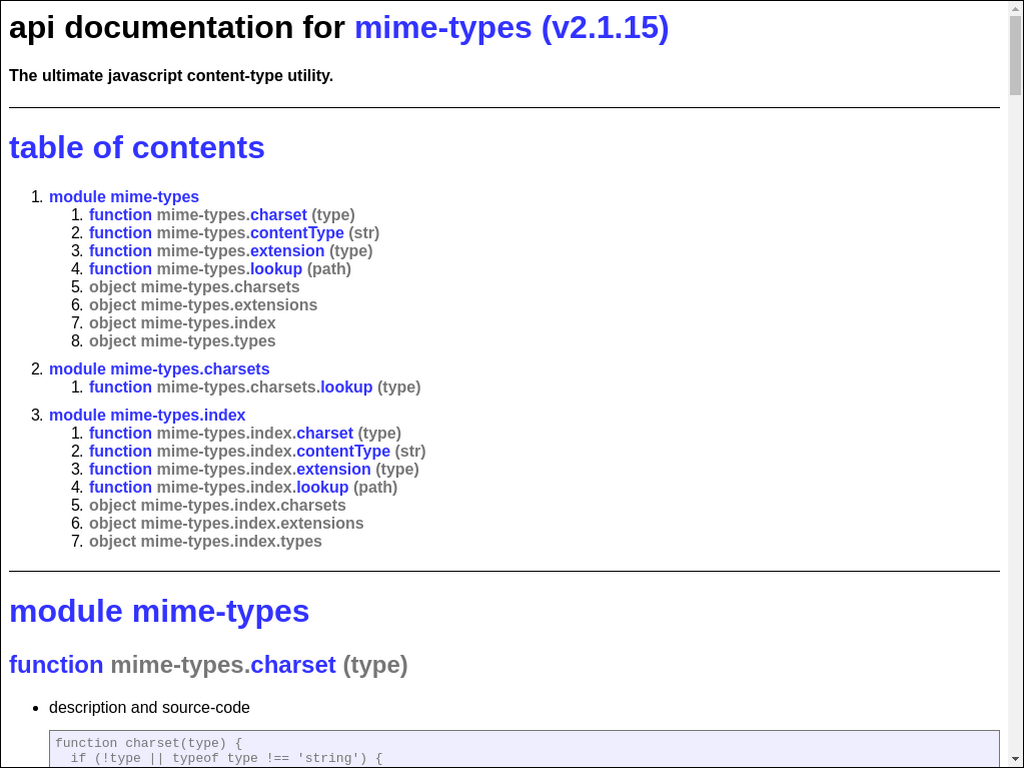 api documentation for mime-types (v2.1.15)
The ultimate javascript content-type utility.
table of contents
1. module mime-types
1. function mime-types.charset (type)
2. function mime-types.contentType (str)
3. function mime-types.extension (type)
4. function mime-types.lookup (path)
5. object mime-types.charsets
6. object mime-types.extensions
7. object mime-types.index
8. object mime-types.types
2. module mime-types.charsets
1. function mime-types.charsets.lookup (type)
3. module mime-types.index
1. function mime-types.index.charset (type)
2. function mime-types.index.contentType (str)
3. function mime-types.index.extension (type)
4. function mime-types.index.lookup (path)
5. object mime-types.index.charsets
6. object mime-types.index.extensions
7. object mime-types.index.types
module mime-types
function mime-types.charset (type)
• description and source-code
function charset(type) {
  if (!type || typeof type !== 'string') {